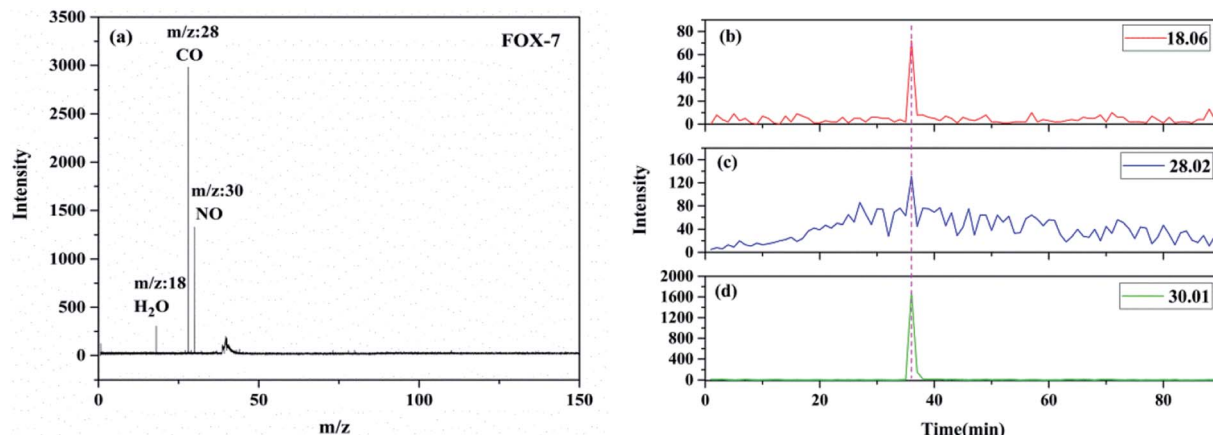 (a)
m/z:28
CO
FOX-7
m/z:30
NO
m/z:18
H₂O
3500
3000
2500
2000
1500
1000
500
0
Intensity
0 50 100 150
m/z
(b)
18.06
80
60
40
20
0
(c)
28.02
160
120
80
40
0
Intensity
(d)
30.01
2000
1600
1200
800
400
0
0 20 40 60 80
Time(min)